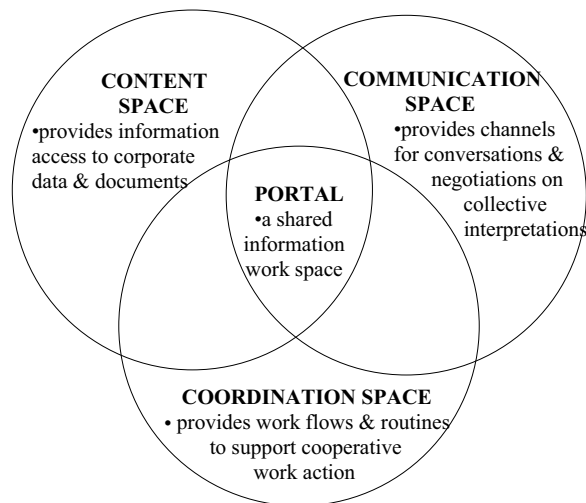 CONTENT
SPACE
•provides information
access to corporate
data & documents
COMMUNICATION
SPACE
•provides channels
for conversations &
negotiations on
collective
interpretations
PORTAL
•a shared
information
work space
COORDINATION SPACE
• provides work flows & routines
to support cooperative
work action